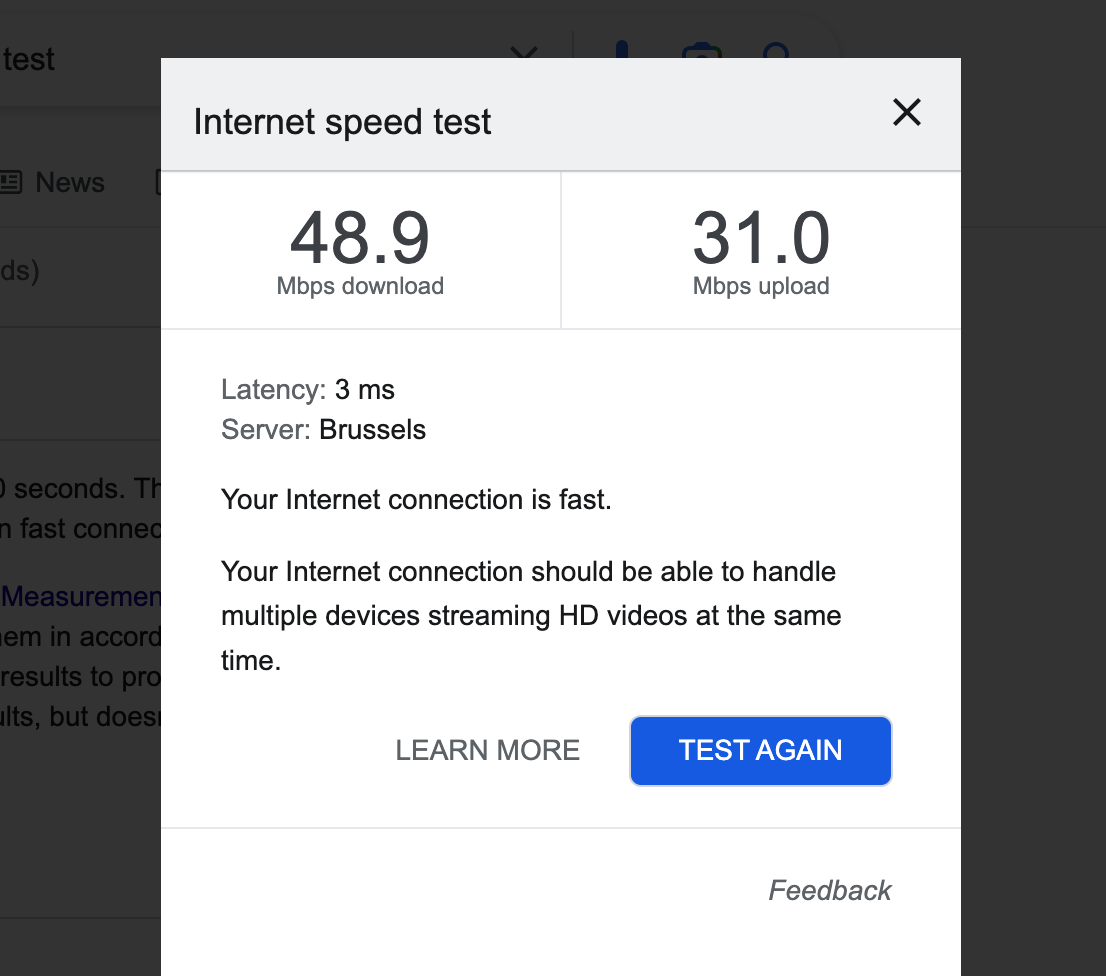 test
News
ds)
Internet speed test
48.9
Mbps download
31.0
Mbps upload
Latency: 3 ms
Server: Brussels
Your Internet connection is fast.
Your Internet connection should be able to handle
multiple devices streaming HD videos at the same
time.
LEARN MORE
TEST AGAIN
Feedback
0 seconds. Th
n fast connec
Measuremen
em in accord
results to pro
ults, but does